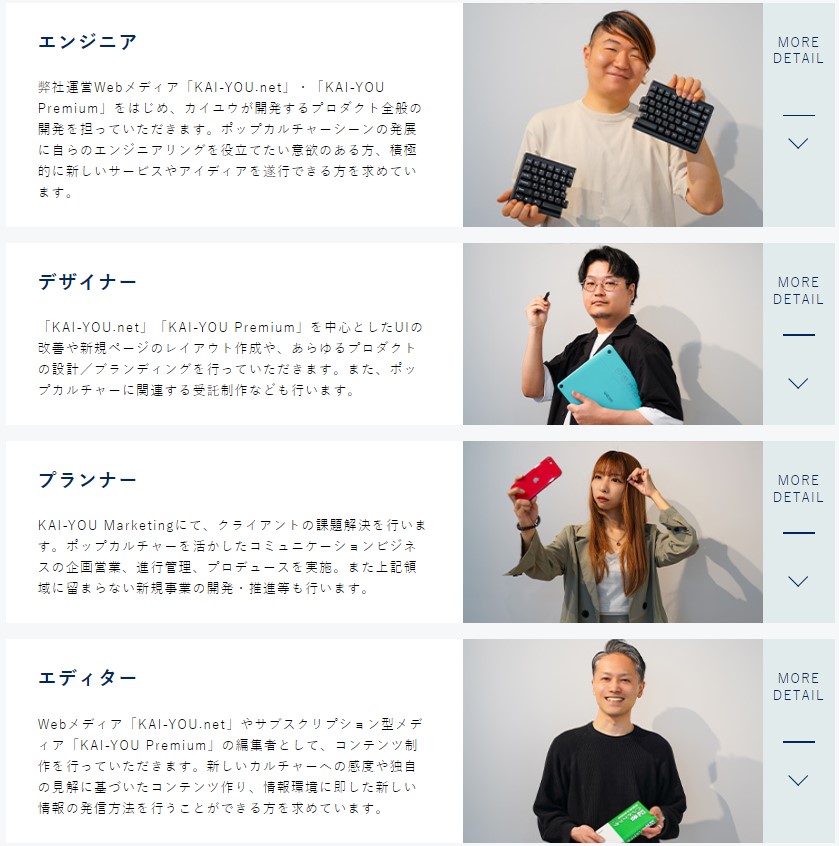 エンジニア
弊社運営Webメディア「KAI-YOU.net」・「KAI-YOU
Premium」をはじめ、カイユウが開発するプロダクト全般の
開発を担っていただきます。ポップカルチャーシーンの発展
に自らのエンジニアリングを役立てたい意欲のある方、積極
的に新しいサービスやアイディアを遂行できる方を求めてい
ます。
MORE
DETAIL
デザイナー
「KAI-YOU.net」「KAI-YOU Premium」を中心としたUIの
改善や新規ページのレイアウト作成や、あらゆるプロダクト
の設計／ブランディングを行っていただきます。また、ポッ
プカルチャーに関連する受託制作なども行います。
MORE
DETAIL
プランナー
KAI-YOU Marketingにて、クライアントの課題解決を行いま
す。ポップカルチャーを活かしたコミュニケーションビジネ
スの企画営業、進行管理、プロデュースを実施。また上記領
域に留まらない新規事業の開発・推進等も行います。
MORE
DETAIL
エディター
Webメディア「KAI-YOU.net」やサブスクリプション型メデ
ィア「KAI-YOU Premium」の編集者として、コンテンツ制
作を行っていただきます。新しいカルチャーへの感度や独自
の見解に基づいたコンテンツ作り、情報環境に即した新しい
情報の発信方法を行うことができる方を求めています。
MORE
DETAIL